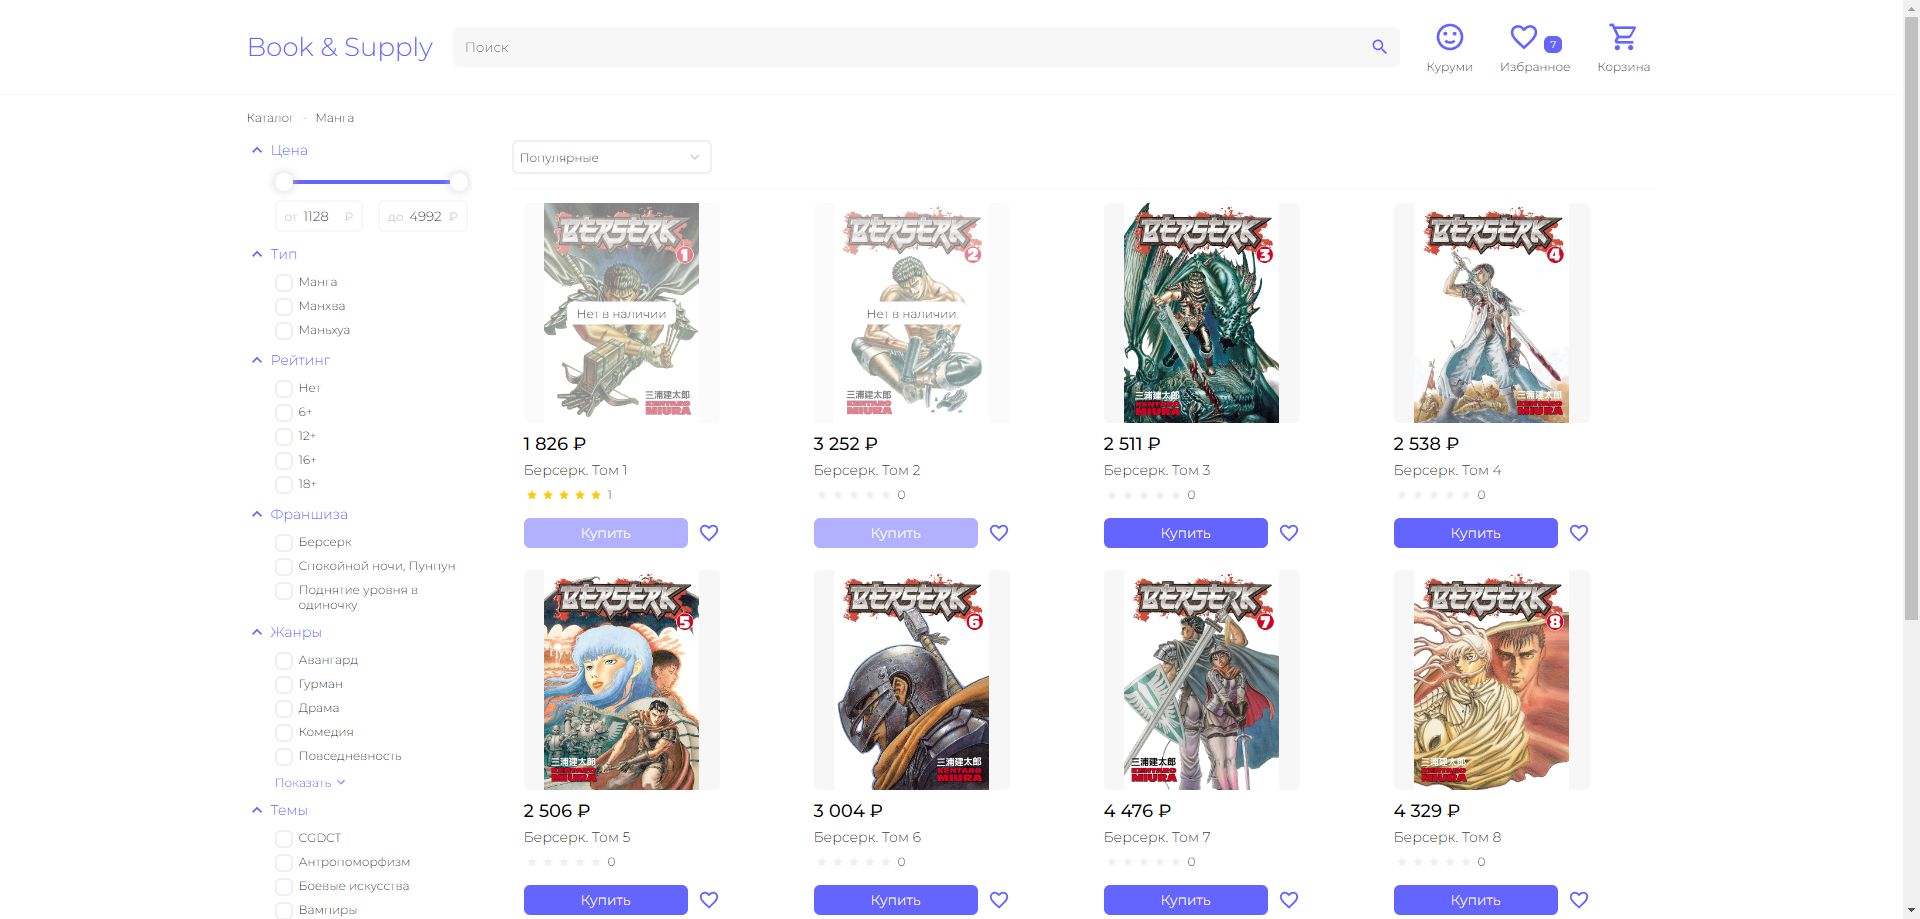 Book & Supply
Поиск
Куруми
7
Избранное
Корзина
Каталог - Манга
Цена
от 1128 ₽
до 4992 ₽
Тип
Манга
Манхва
Маньхуа
Рейтинг
Нет
6+
12+
16+
18+
Франшиза
Берсерк
Спокойной ночи, Пунпун
Поднятие уровня в
одиночку
Жанры
Авангард
Гурман
Драма
Комедия
Повседневность
Показать
Темы
CGDCT
Антропоморфизм
Боевые искусства
Вампиры
Популярные
BERSERK
1
Нет в наличии
三浦建太郎
KENTARO
MIURA
1 826 ₽
Берсерк. Том 1
1
Купить
BERSERK
2
Нет в наличии
三浦建太郎
KENTARO
MIURA
3 252 ₽
Берсерк. Том 2
0
Купить
BERSERK
3
三浦建太郎
KENTARO
MIURA
2 511 ₽
Берсерк. Том 3
0
Купить
BERSERK
4
三浦建太郎
KENTARO
MIURA
2 538 ₽
Берсерк. Том 4
0
Купить
BERSERK
5
三浦建太郎
KENTARO
MIURA
2 506 ₽
Берсерк. Том 5
0
Купить
BERSERK
6
三浦建太郎
KENTARO
MIURA
3 004 ₽
Берсерк. Том 6
0
Купить
BERSERK
7
三浦建太郎
KENTARO
MIURA
4 476 ₽
Берсерк. Том 7
0
Купить
BERSERK
8
三浦建太郎
KENTARO
MIURA
4 329 ₽
Берсерк. Том 8
0
Купить